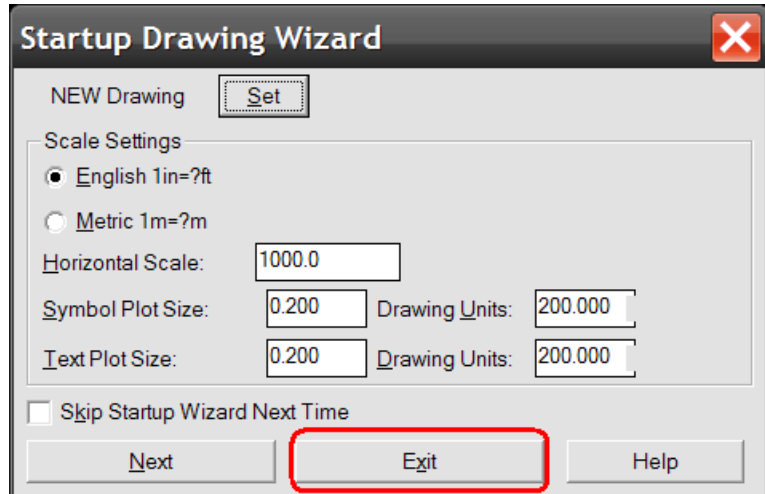 Startup Drawing Wizard
NEW Drawing Set
Scale Settings
English 1in=?ft
Metric 1m=?m
Horizontal Scale: 1000.0
Symbol Plot Size: 0.200 Drawing Units: 200.000
Text Plot Size: 0.200 Drawing Units: 200.000
Skip Startup Wizard Next Time
Next Exit Help